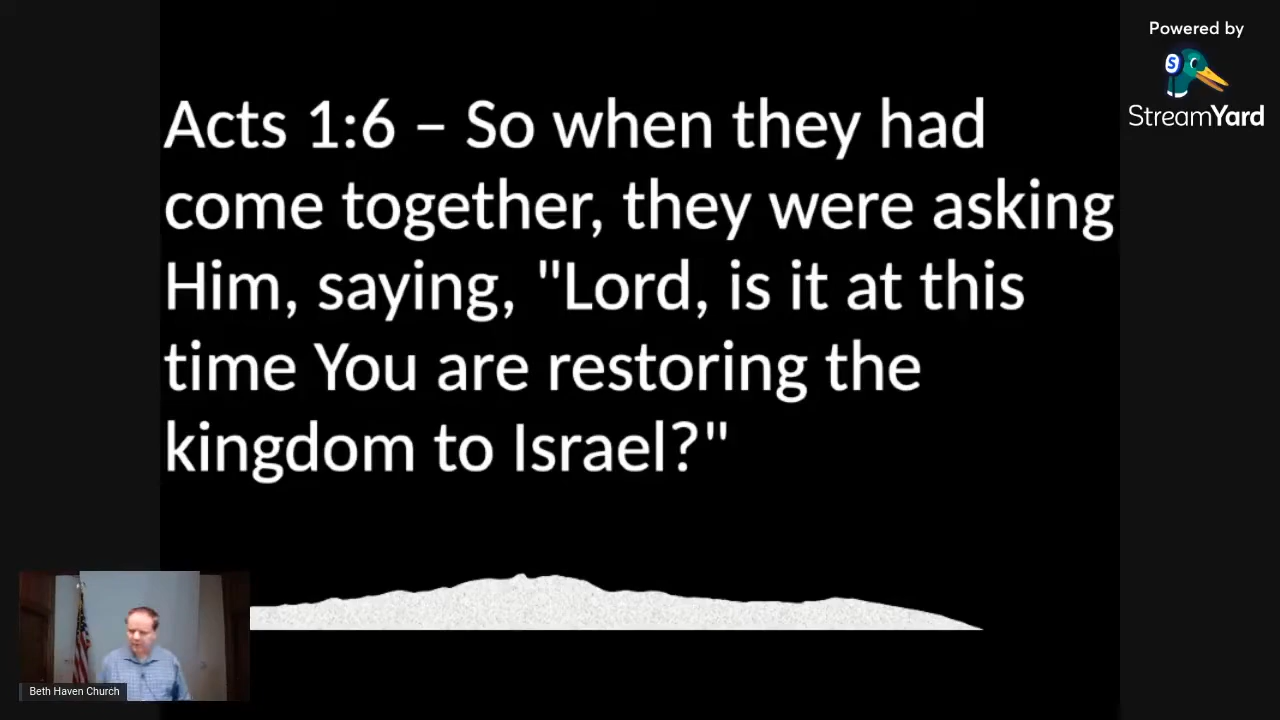 Powered by
StreamYard
Acts 1:6 – So when they had
come together, they were asking
Him, saying, "Lord, is it at this
time You are restoring the
kingdom to Israel?"
Beth Haven Church